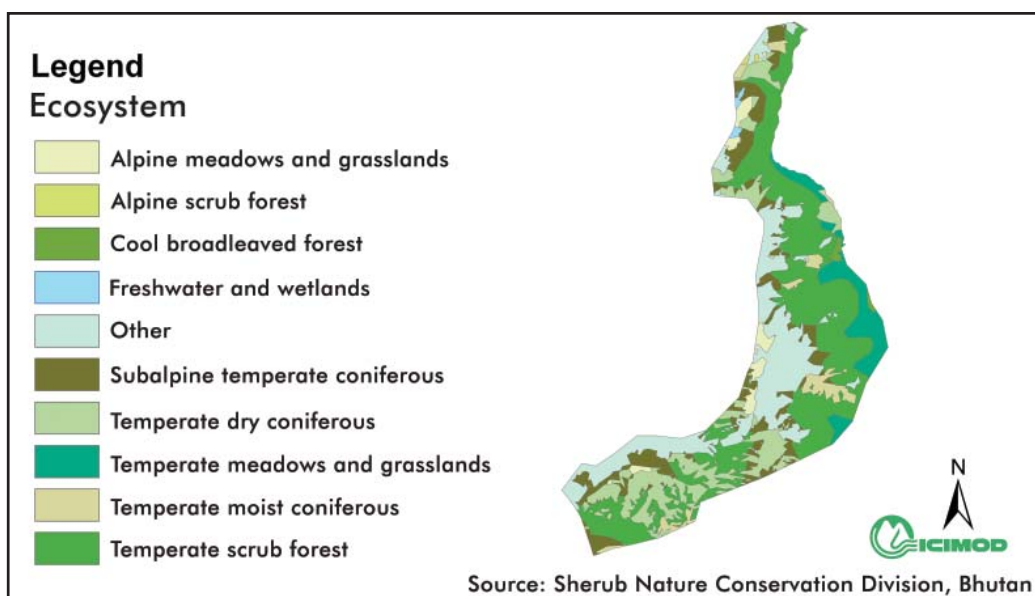 Legend
Ecosystem
Alpine meadows and grasslands
Alpine scrub forest
Cool broadleaved forest
Freshwater and wetlands
Other
Subalpine temperate coniferous
Temperate dry coniferous
Temperate meadows and grasslands
Temperate moist coniferous
Temperate scrub forest
N
ICIMOD
Source: Sherub Nature Conservation Division, Bhutan